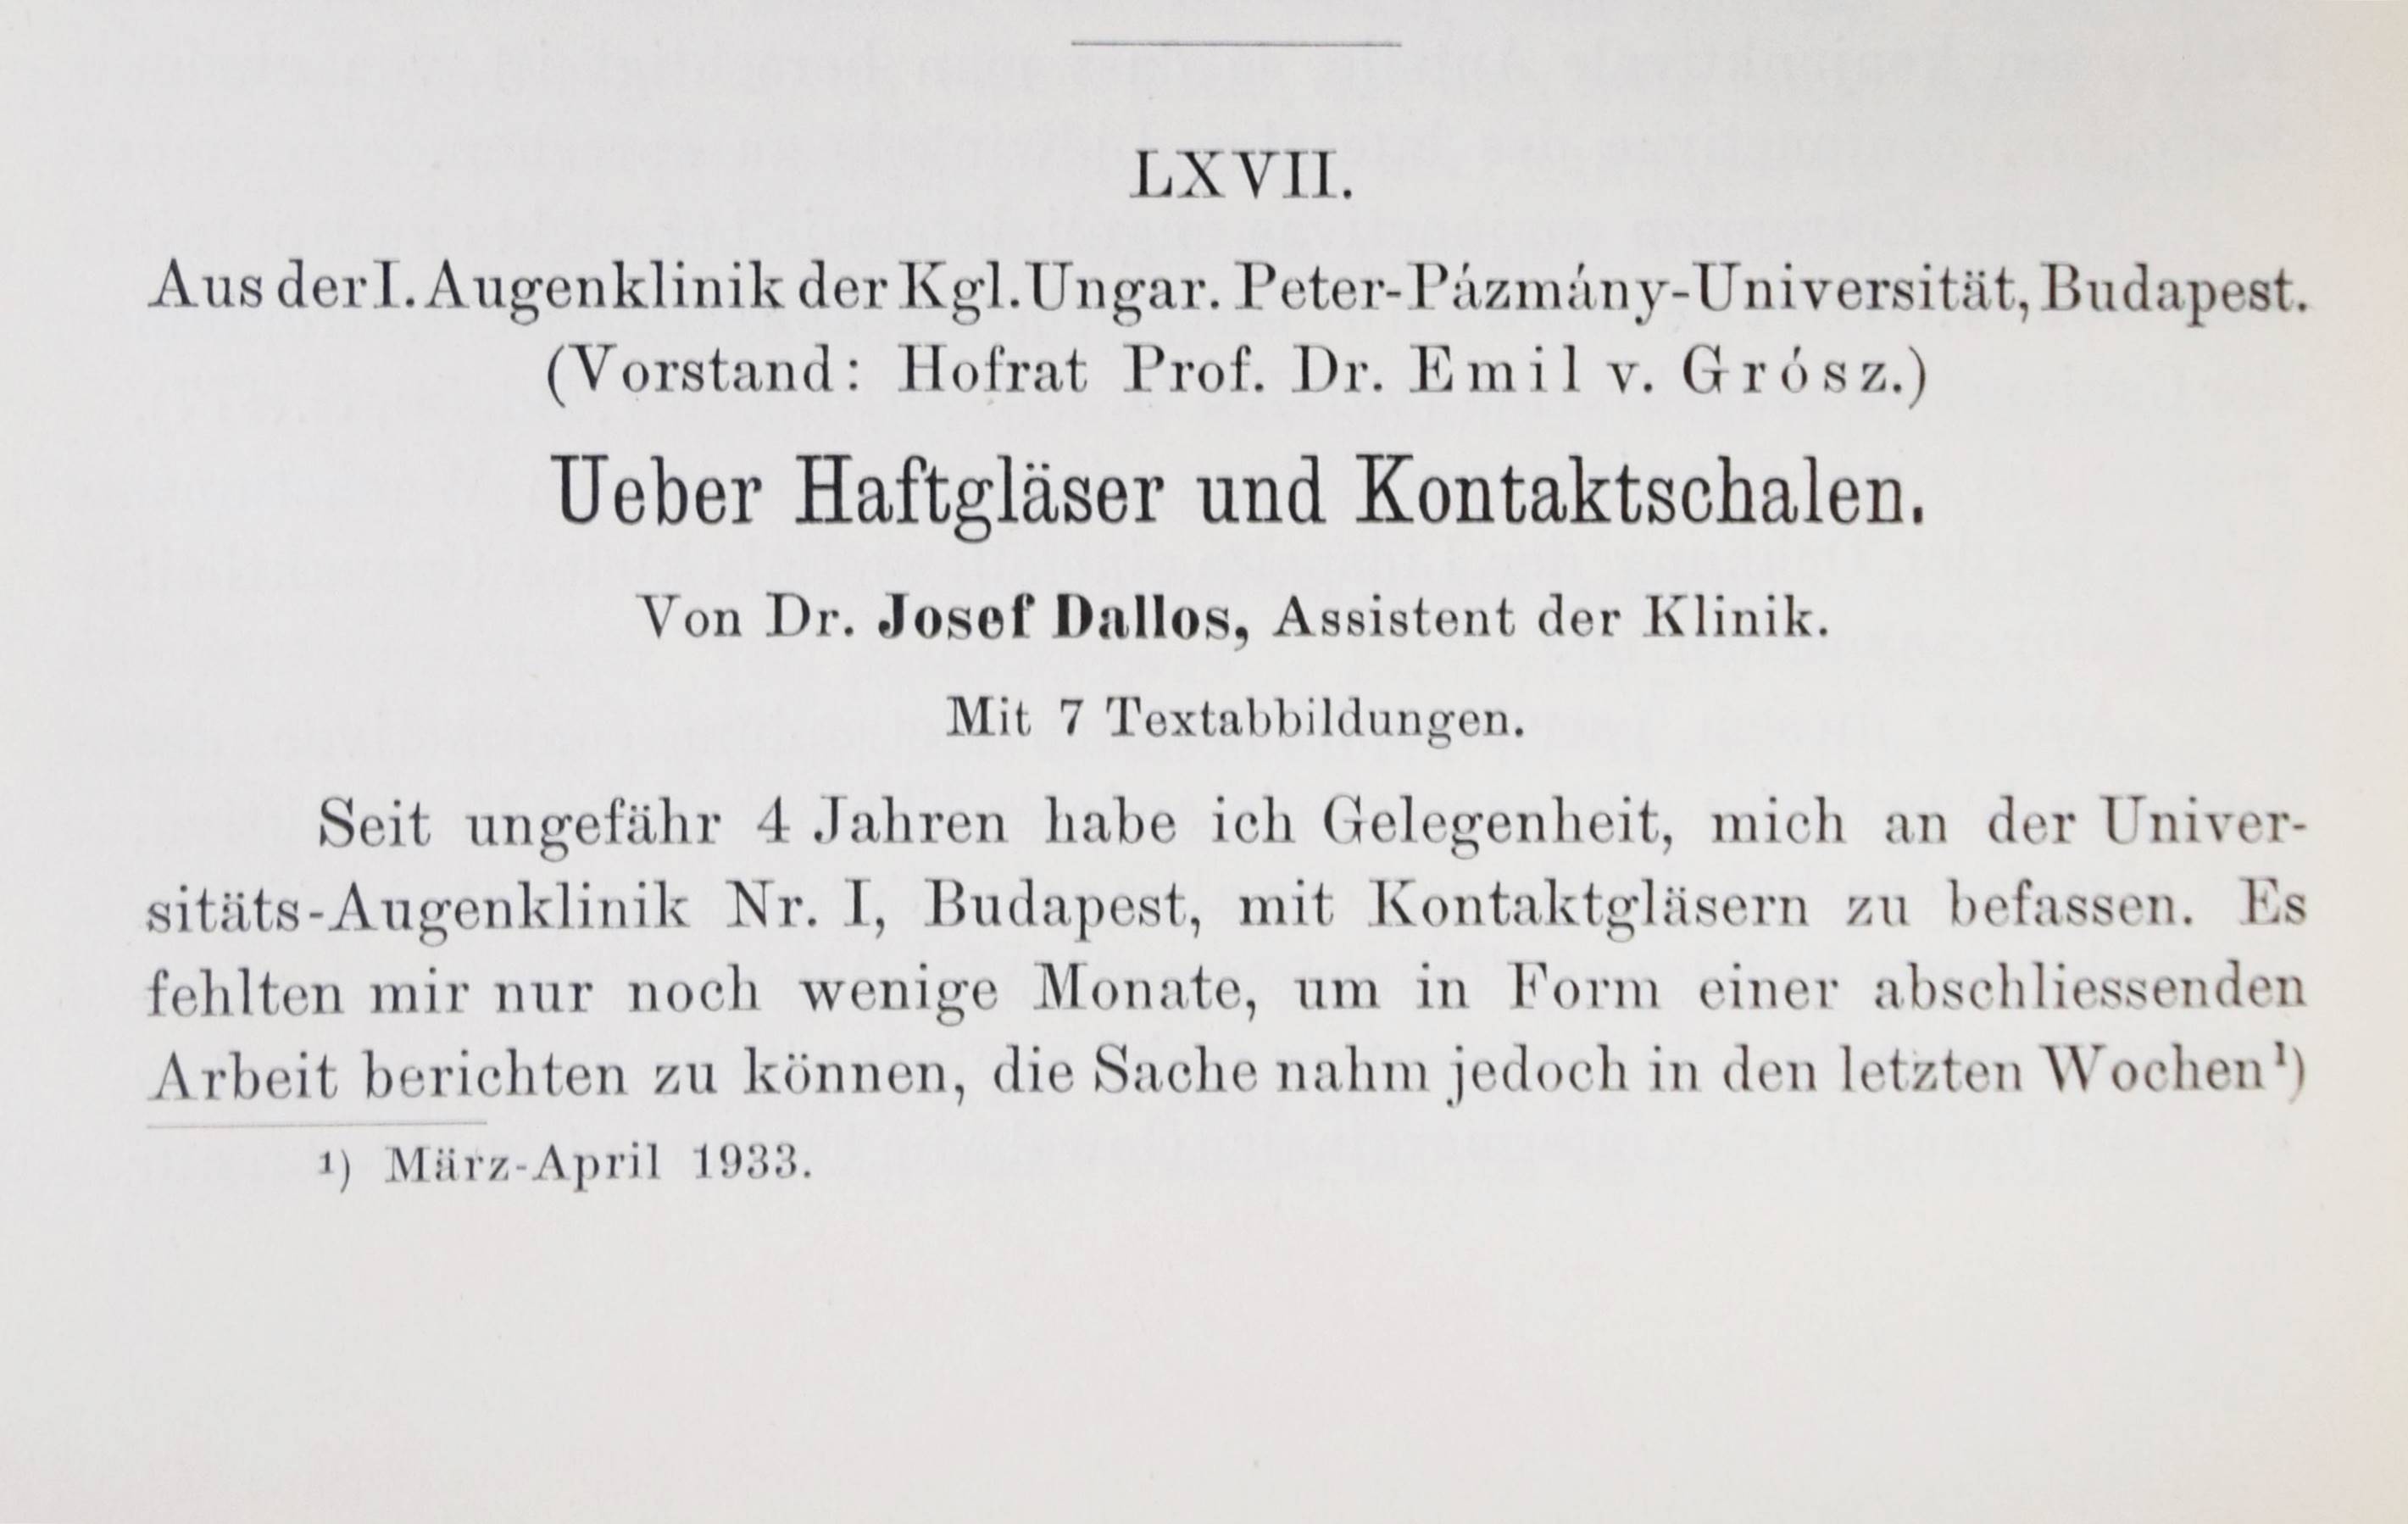 LXVII.
Aus der I. Augenklinik der Kgl. Ungar. Peter-Pázmány-Universität, Budapest.
(Vorstand: Hofrat Prof. Dr. Emil v. Grósz.)
Ueber Haftgläser und Kontaktschalen.
Von Dr. Josef Dallos, Assistent der Klinik.
Mit 7 Textabbildungen.
Seit ungefähr 4 Jahren habe ich Gelegenheit, mich an der Univer-
sitäts-Augenklinik Nr. I, Budapest, mit Kontaktgläsern zu befassen. Es
fehlten mir nur noch wenige Monate, um in Form einer abschliessenden
Arbeit berichten zu können, die Sache nahm jedoch in den letzten Wochen¹)
¹) März-April 1933.